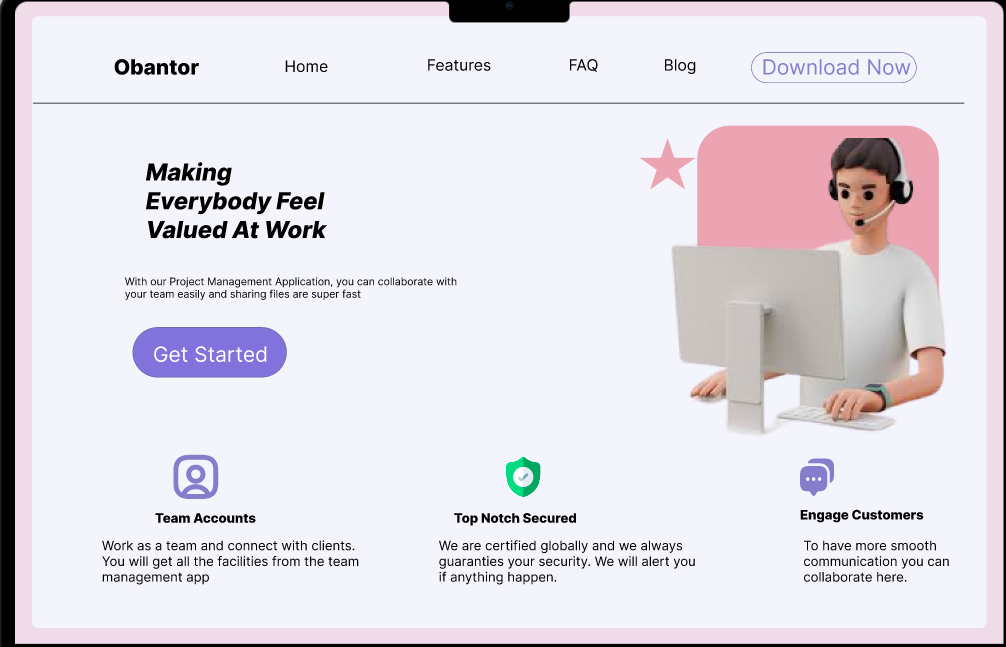 Obantor
Home
Features
FAQ
Blog
Download Now
Making
Everybody Feel
Valued At Work
With our Project Management Application, you can collaborate with
your team easily and sharing files are super fast
Get Started
Team Accounts
Work as a team and connect with clients.
You will get all the facilities from the team
management app
Top Notch Secured
We are certified globally and we always
guaranties your security. We will alert you
if anything happen.
Engage Customers
To have more smooth
communication you can
collaborate here.